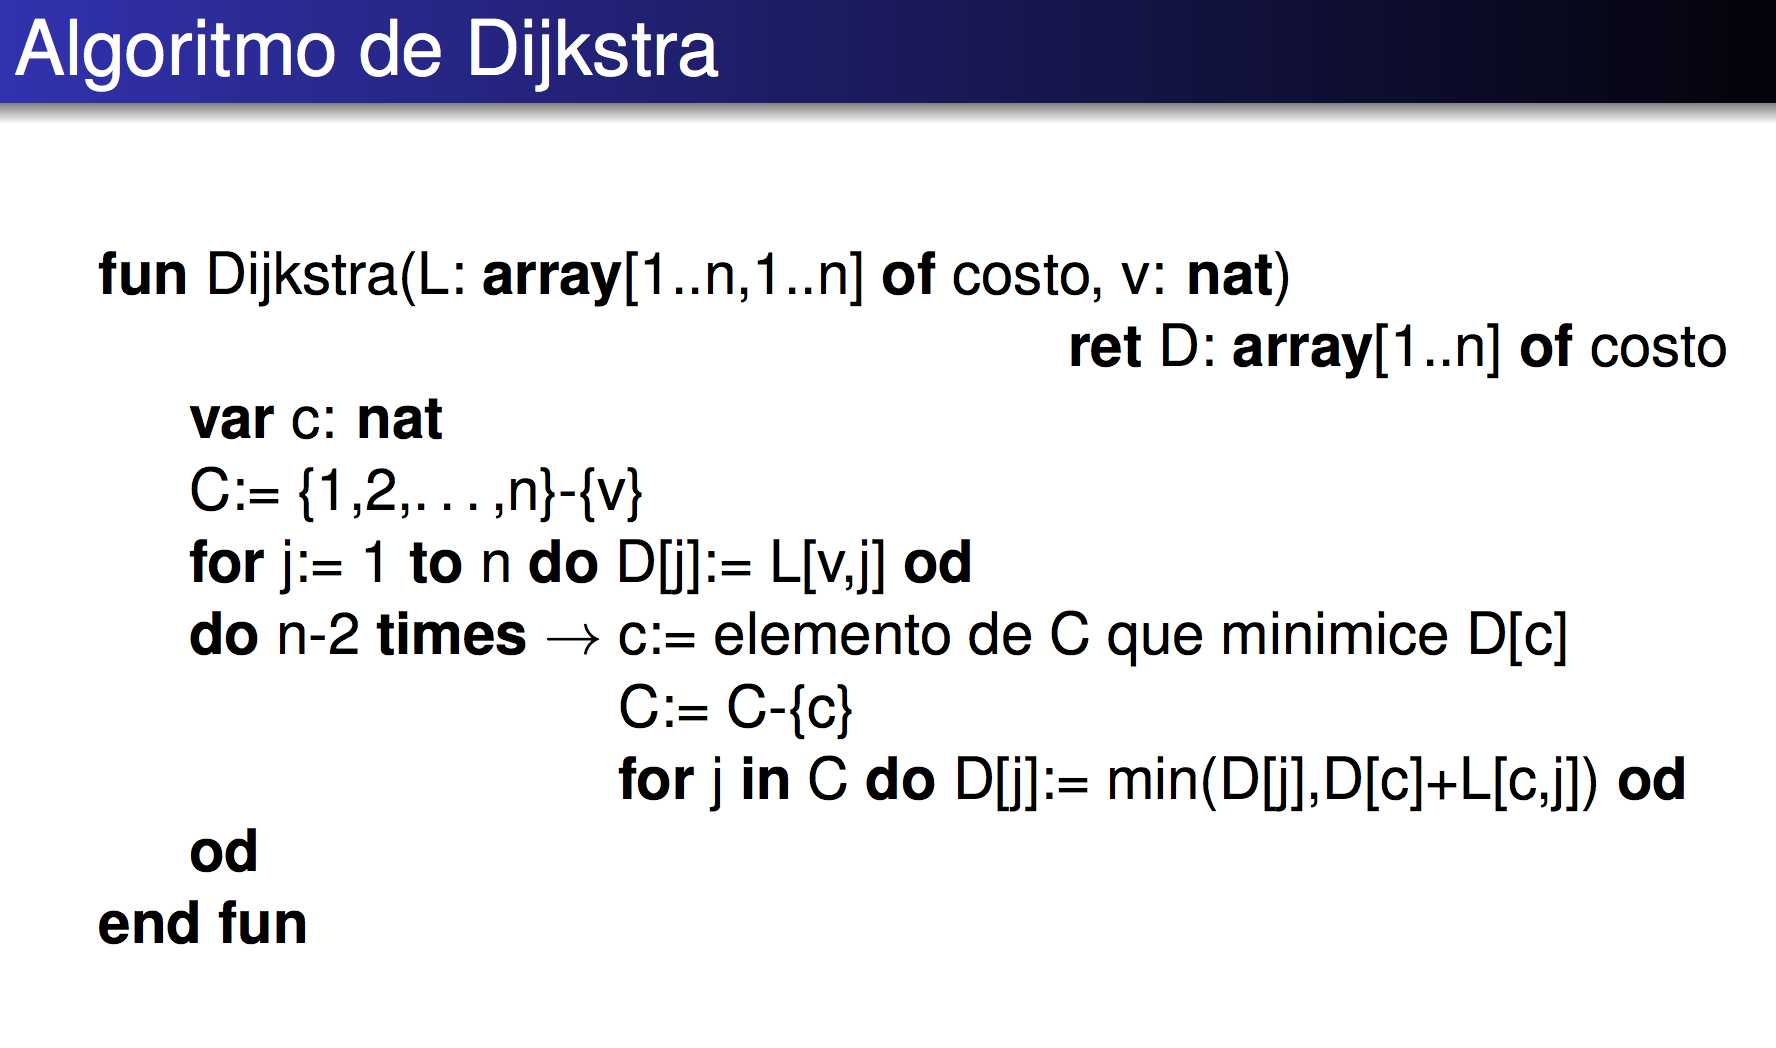 Algoritmo de Dijkstra
fun Dijkstra(L: array[1..n,1..n] of costo, v: nat)
ret D: array[1..n] of costo
var c: nat
C:= {1,2,. . . ,n}-{v}
for j:= 1 to n do D[j]:= L[v,j] od
do n-2 times → c:= elemento de C que minimice D[c]
C:= C-{c}
for j in C do D[j]:= min(D[j],D[c]+L[c,j]) od
od
end fun